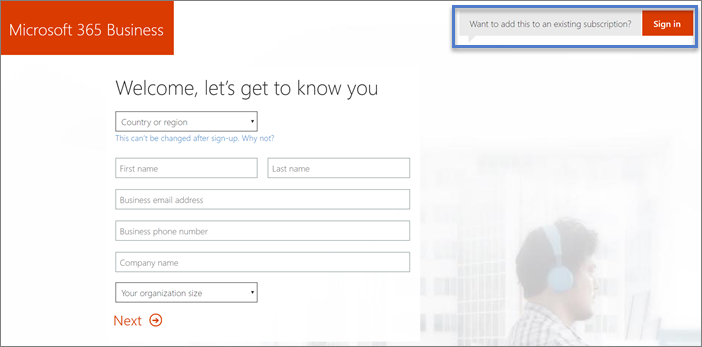 Microsoft 365 Business
Want to add this to an existing subscription? Sign in
Welcome, let's get to know you
Country or region
This can't be changed after sign-up. Why not?
First name Last name
Business email address
Business phone number
Company name
Your organization size
Next